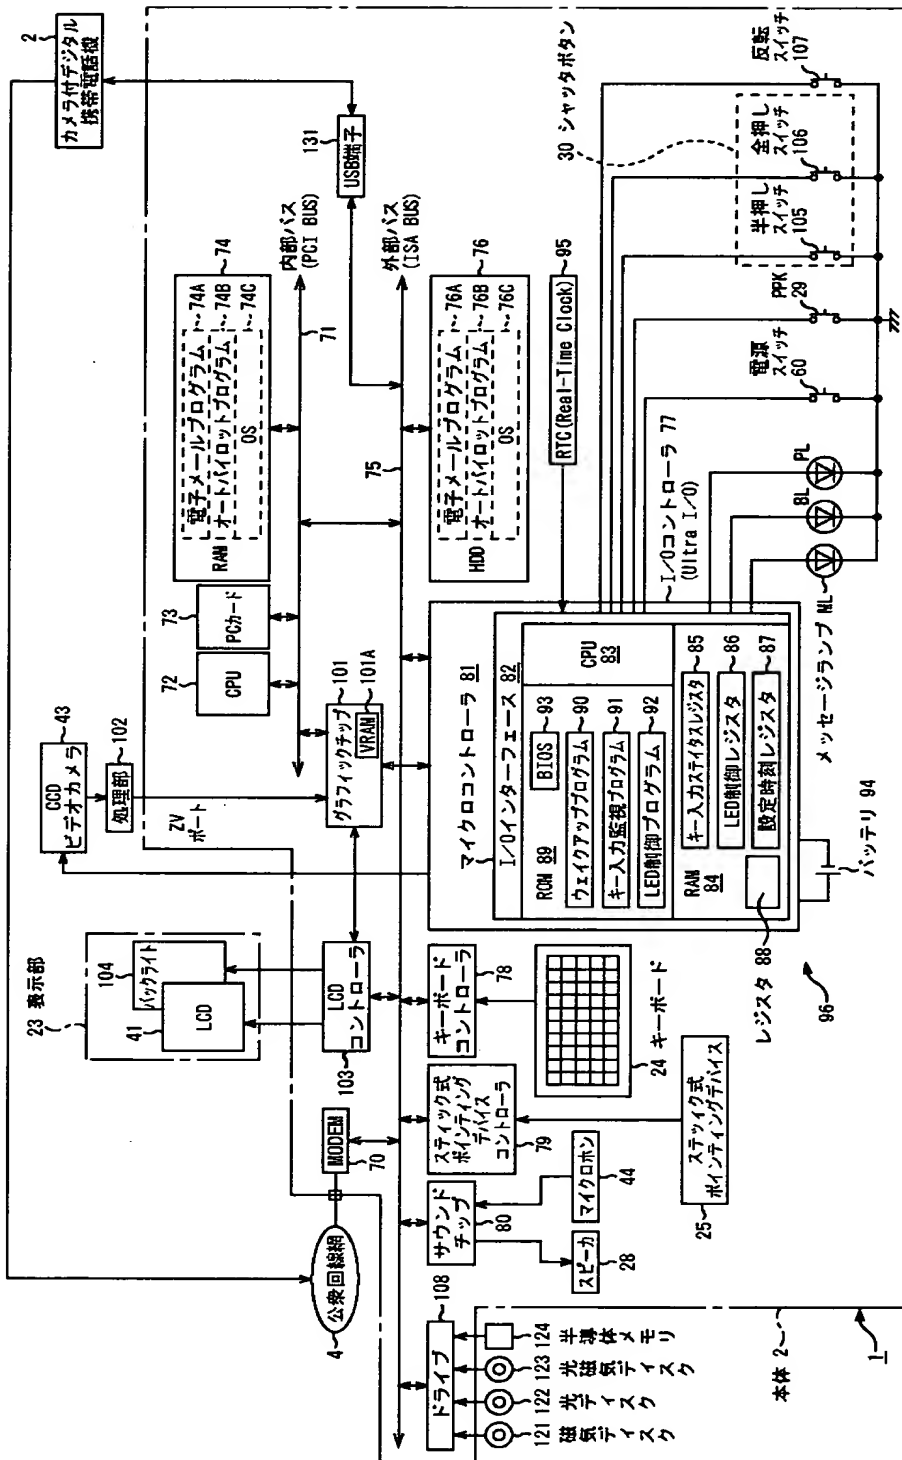 2
カメラ付デジタル
携帯電話機
131
USB端子
内部バス
(PCI BUS)
71
外部バス
(ISA BUS)
75
74
電子メールプログラム
74A
オートパイロットプログラム
74B
OS
74C
RAM
73
PCカード
72
CPU
76
電子メールプログラム
76A
オートパイロットプログラム
76B
OS
76C
HDD
RTC(Real-Time Clock)
95
43
CCD
ビデオカメラ
102
処理部
ZV
ポート
101
グラフィックチップ
101A
VRAM
23 表示部
104
バックライト
41
LCD
LCD
コントローラ
103
MODEM
70
公衆回線網
4
I/Oコントローラ 77
(Ultra I/O)
マイクロコントローラ 81
I/Oインターフェース 82
CPU
83
ROM 89
BIOS
93
ウェイクアッププログラム
90
キー入力監視プログラム
91
LED制御プログラム
92
RAM
84
キー入力ステイタスレジスタ
85
LED制御レジスタ
86
設定時刻レジスタ
87
レジスタ 88
バッテリ 94
96
メッセージランプ ML
BL
PL
電源
スイッチ
60
PPK
29
半押し
スイッチ
105
全押し
スイッチ
106
30 シャッタボタン
反転
スイッチ
107
キーボード
コントローラ
78
24 キーボード
スティック式
ポインティング
デバイス
コントローラ
79
ステッィク式
ポインティングデバイス
25
サウンド
チップ
80
マイクロホン
44
スピーカ
28
ドライブ
108
124
半導体メモリ
123
光磁気ディスク
122
光ディスク
121
磁気ディスク
本体 2
1